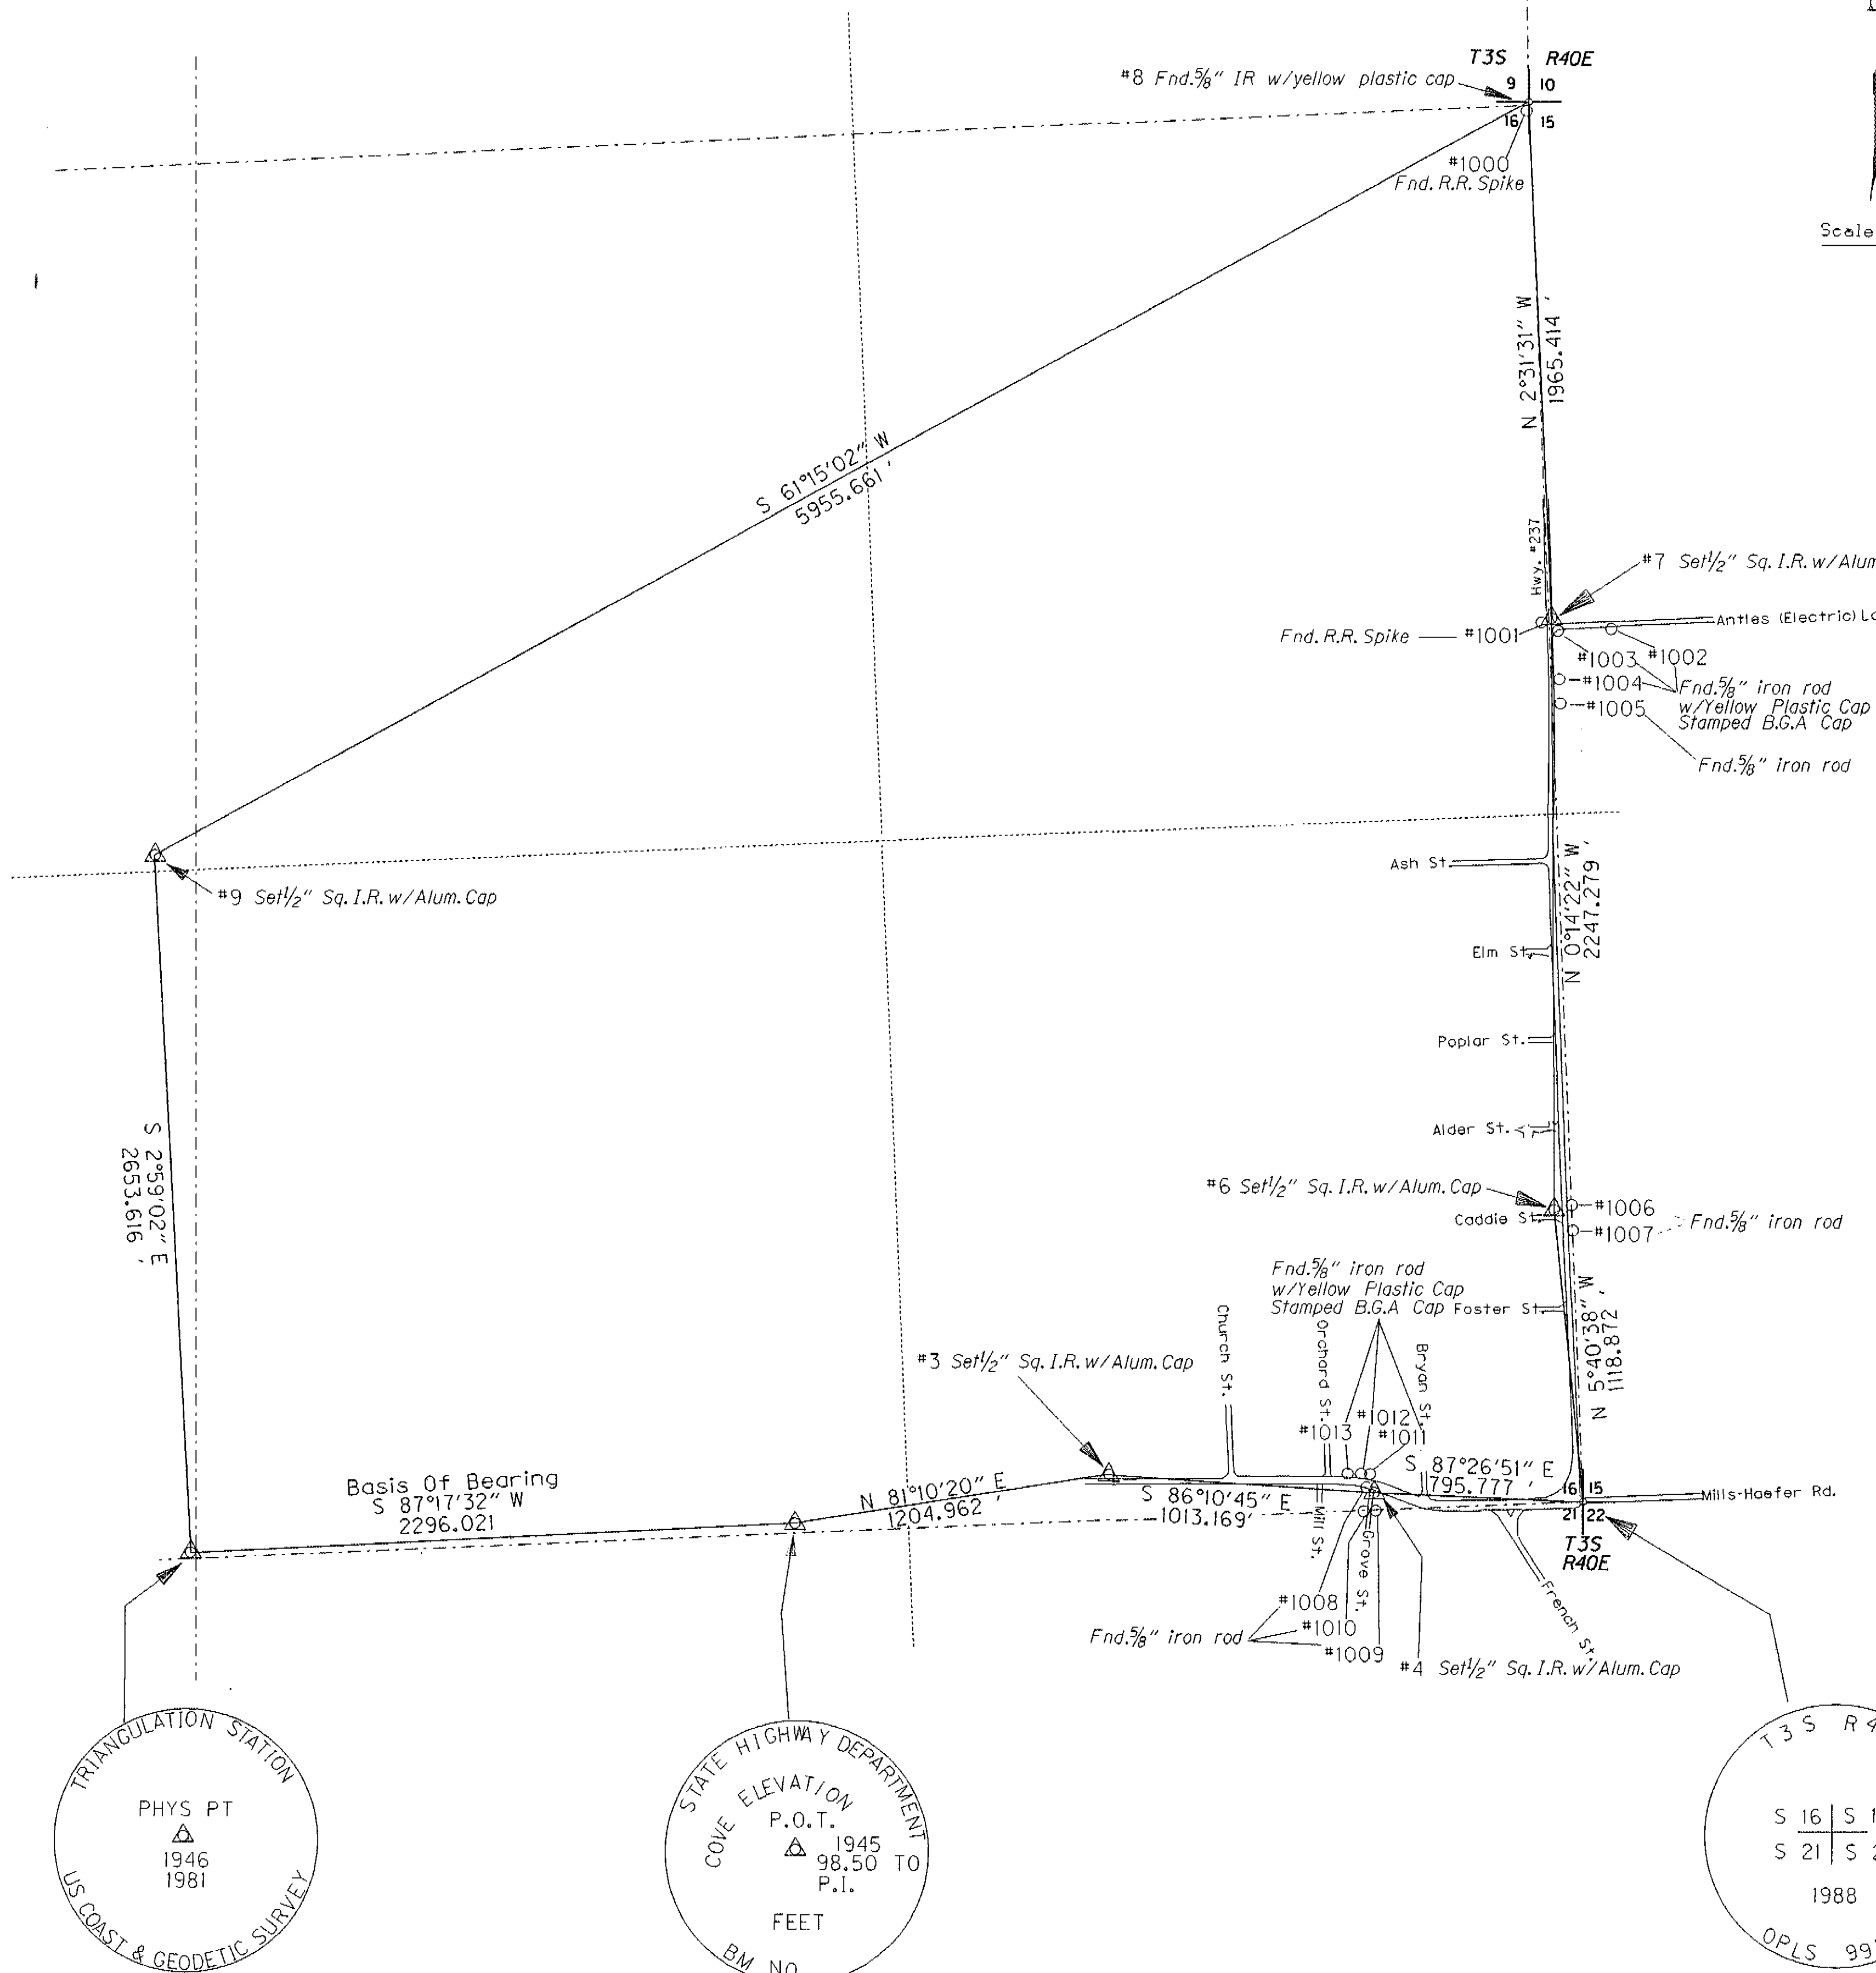 T3S R40E
9 10
16 15
#8 Fnd.5/8" IR w/yellow plastic cap
#1000
Fnd. R.R. Spike
Scale
N 2°31'31" W
1965.414 '
S 61°15'02" W
5955.661 '
Hwy. #237
#7 Set1/2" Sq. I.R. w/Alum
Antles (Electric) L
Fnd. R.R. Spike
#1001
#1003 #1002
#1004
Fnd.5/8" iron rod
w/Yellow Plastic Cap
Stamped B.G.A Cap
#1005
Fnd.5/8" iron rod
Ash St.
#9 Set1/2" Sq. I.R. w/Alum. Cap
N 0°14'22" W
2247.279 '
Elm St.
Poplar St.
Alder St.
S 2°59'02" E
2653.616 '
#6 Set1/2" Sq. I.R. w/Alum. Cap
Caddie St.
#1006
#1007
Fnd.5/8" iron rod
Fnd.5/8" iron rod
w/Yellow Plastic Cap
Stamped B.G.A Cap
Foster St.
N 5°40'38" W
1118.872 '
#3 Set1/2" Sq. I.R. w/Alum. Cap
Church St.
Orchard St.
Bryan St.
#1013
#1012
#1011
Basis Of Bearing
S 87°17'32" W
2296.021
N 81°10'20" E
1204.962 '
S 86°10'45" E
1013.169'
S 87°26'51" E
795.777 '
16 15
21 22
T3S
R40E
Mills-Haefer Rd.
Mill St.
Grove St.
French St.
#1008
#1010
#1009
Fnd.5/8" iron rod
#4 Set1/2" Sq. I.R. w/Alum. Cap
TRIANGULATION STATION
PHYS PT
1946
1981
US COAST & GEODETIC SURVEY
STATE HIGHWAY DEPARTMENT
COVE ELEVATION
P.O.T.
1945
98.50 TO
P.I.
FEET
BM NO
T3S R4
S 16 S 1
S 21 S 2
1988
OPLS 99